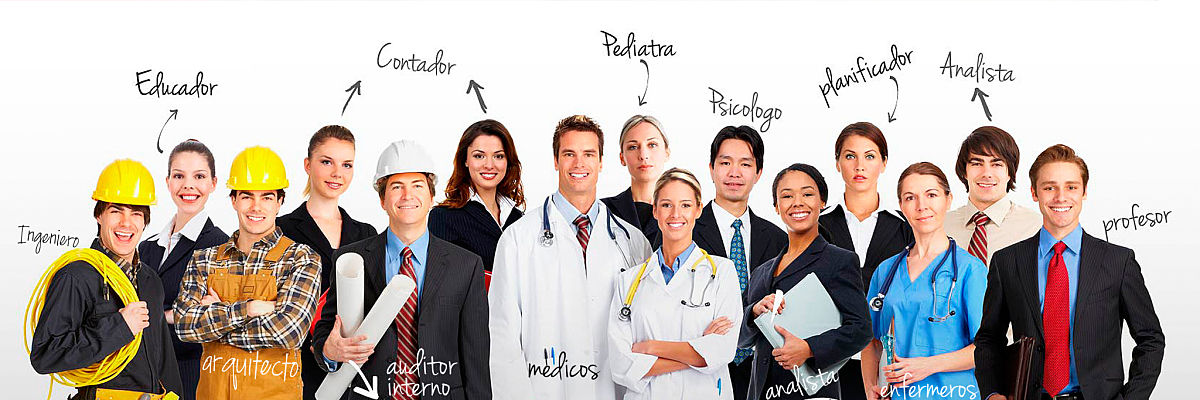 Educador
Contador
Pediatra
Psicologo
planificador
Analista
Ingeniero
profesor
arquitecto
auditor
interno
médicos
analista
enfermeros